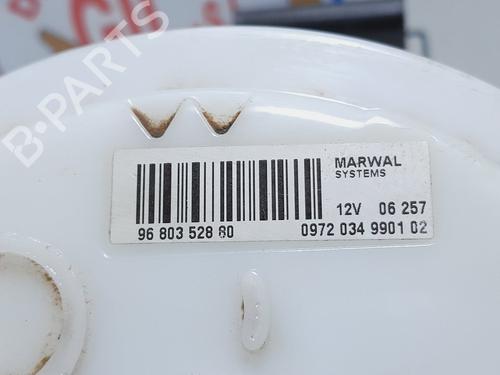 B-PARTS
MARWAL
SYSTEMS
12V 06 257
96 803 528 80
0972 034 9901 02